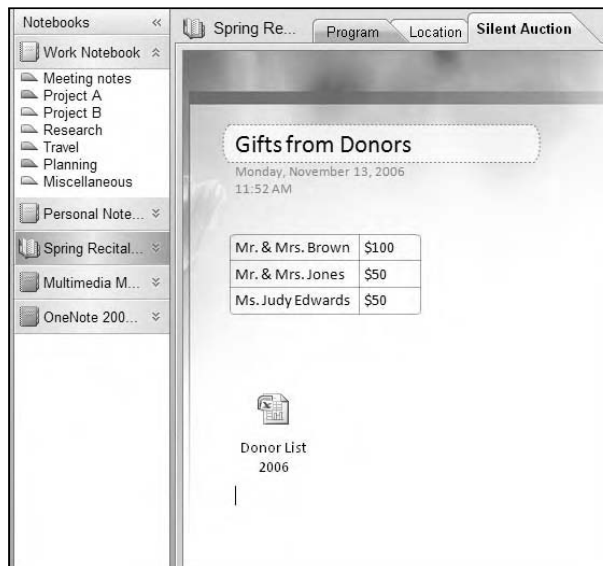 Notebooks «
Work Notebook
Meeting notes
Project A
Project B
Research
Travel
Planning
Miscellaneous
Personal Note...
Spring Recital...
Multimedia M...
OneNote 200...
Spring Re... Program Location Silent Auction
Gifts from Donors
Monday, November 13, 2006
11:52 AM
Mr. & Mrs. Brown $100
Mr. & Mrs. Jones $50
Ms. Judy Edwards $50
Donor List
2006